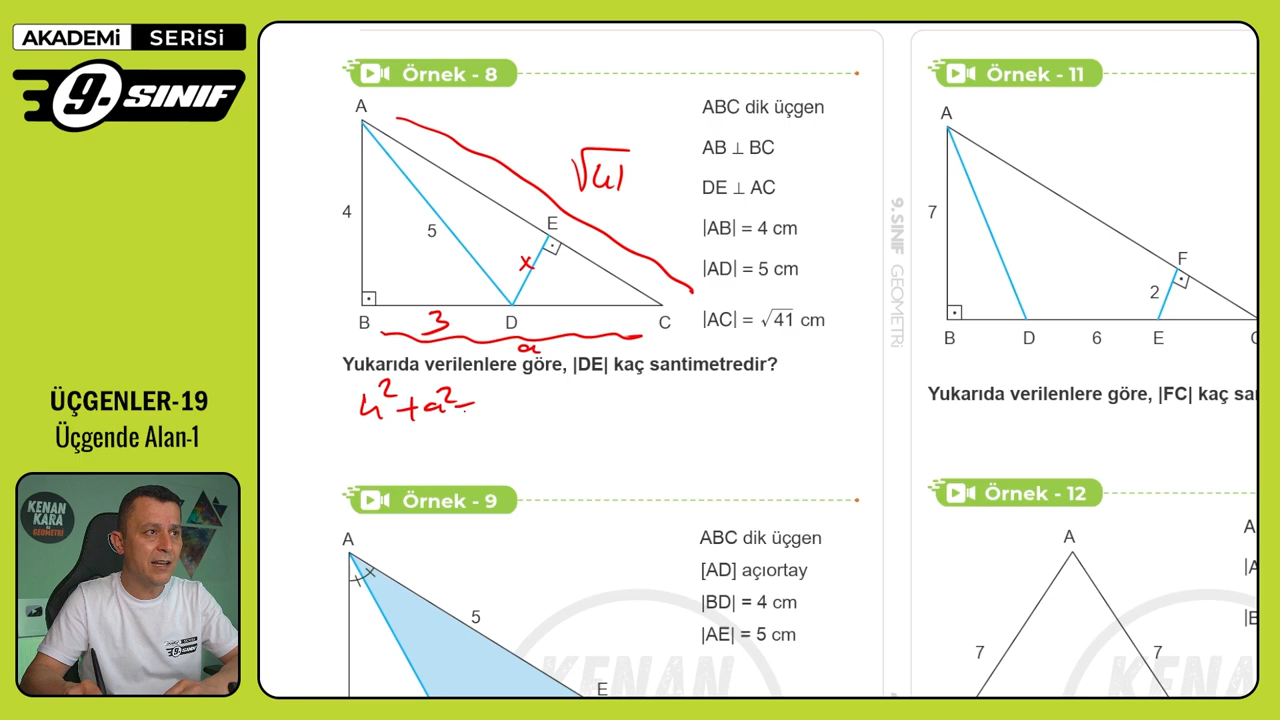 AKADEMİ SERİSİ
9. SINIF
ÜÇGENLER-19
Üçgende Alan-1
KENAN
KARA
ile
GEOMETRİ
9. SINIF
Örnek - 8
A
4
5
E
x
B
3
D
C
a
√41
ABC dik üçgen
AB ⊥ BC
DE ⊥ AC
|AB| = 4 cm
|AD| = 5 cm
|AC| = √41 cm
Yukarıda verilenlere göre, |DE| kaç santimetredir?
4² + a² =
Örnek - 9
A
5
E
ABC dik üçgen
[AD] açıortay
|BD| = 4 cm
|AE| = 5 cm
KENAN
9. SINIF GEOMETRİ
Örnek - 11
A
7
F
2
B
D
6
E
C
Yukarıda verilenlere göre, |FC| kaç sa
Örnek - 12
A
7
7
A
|A
|E
KENAN